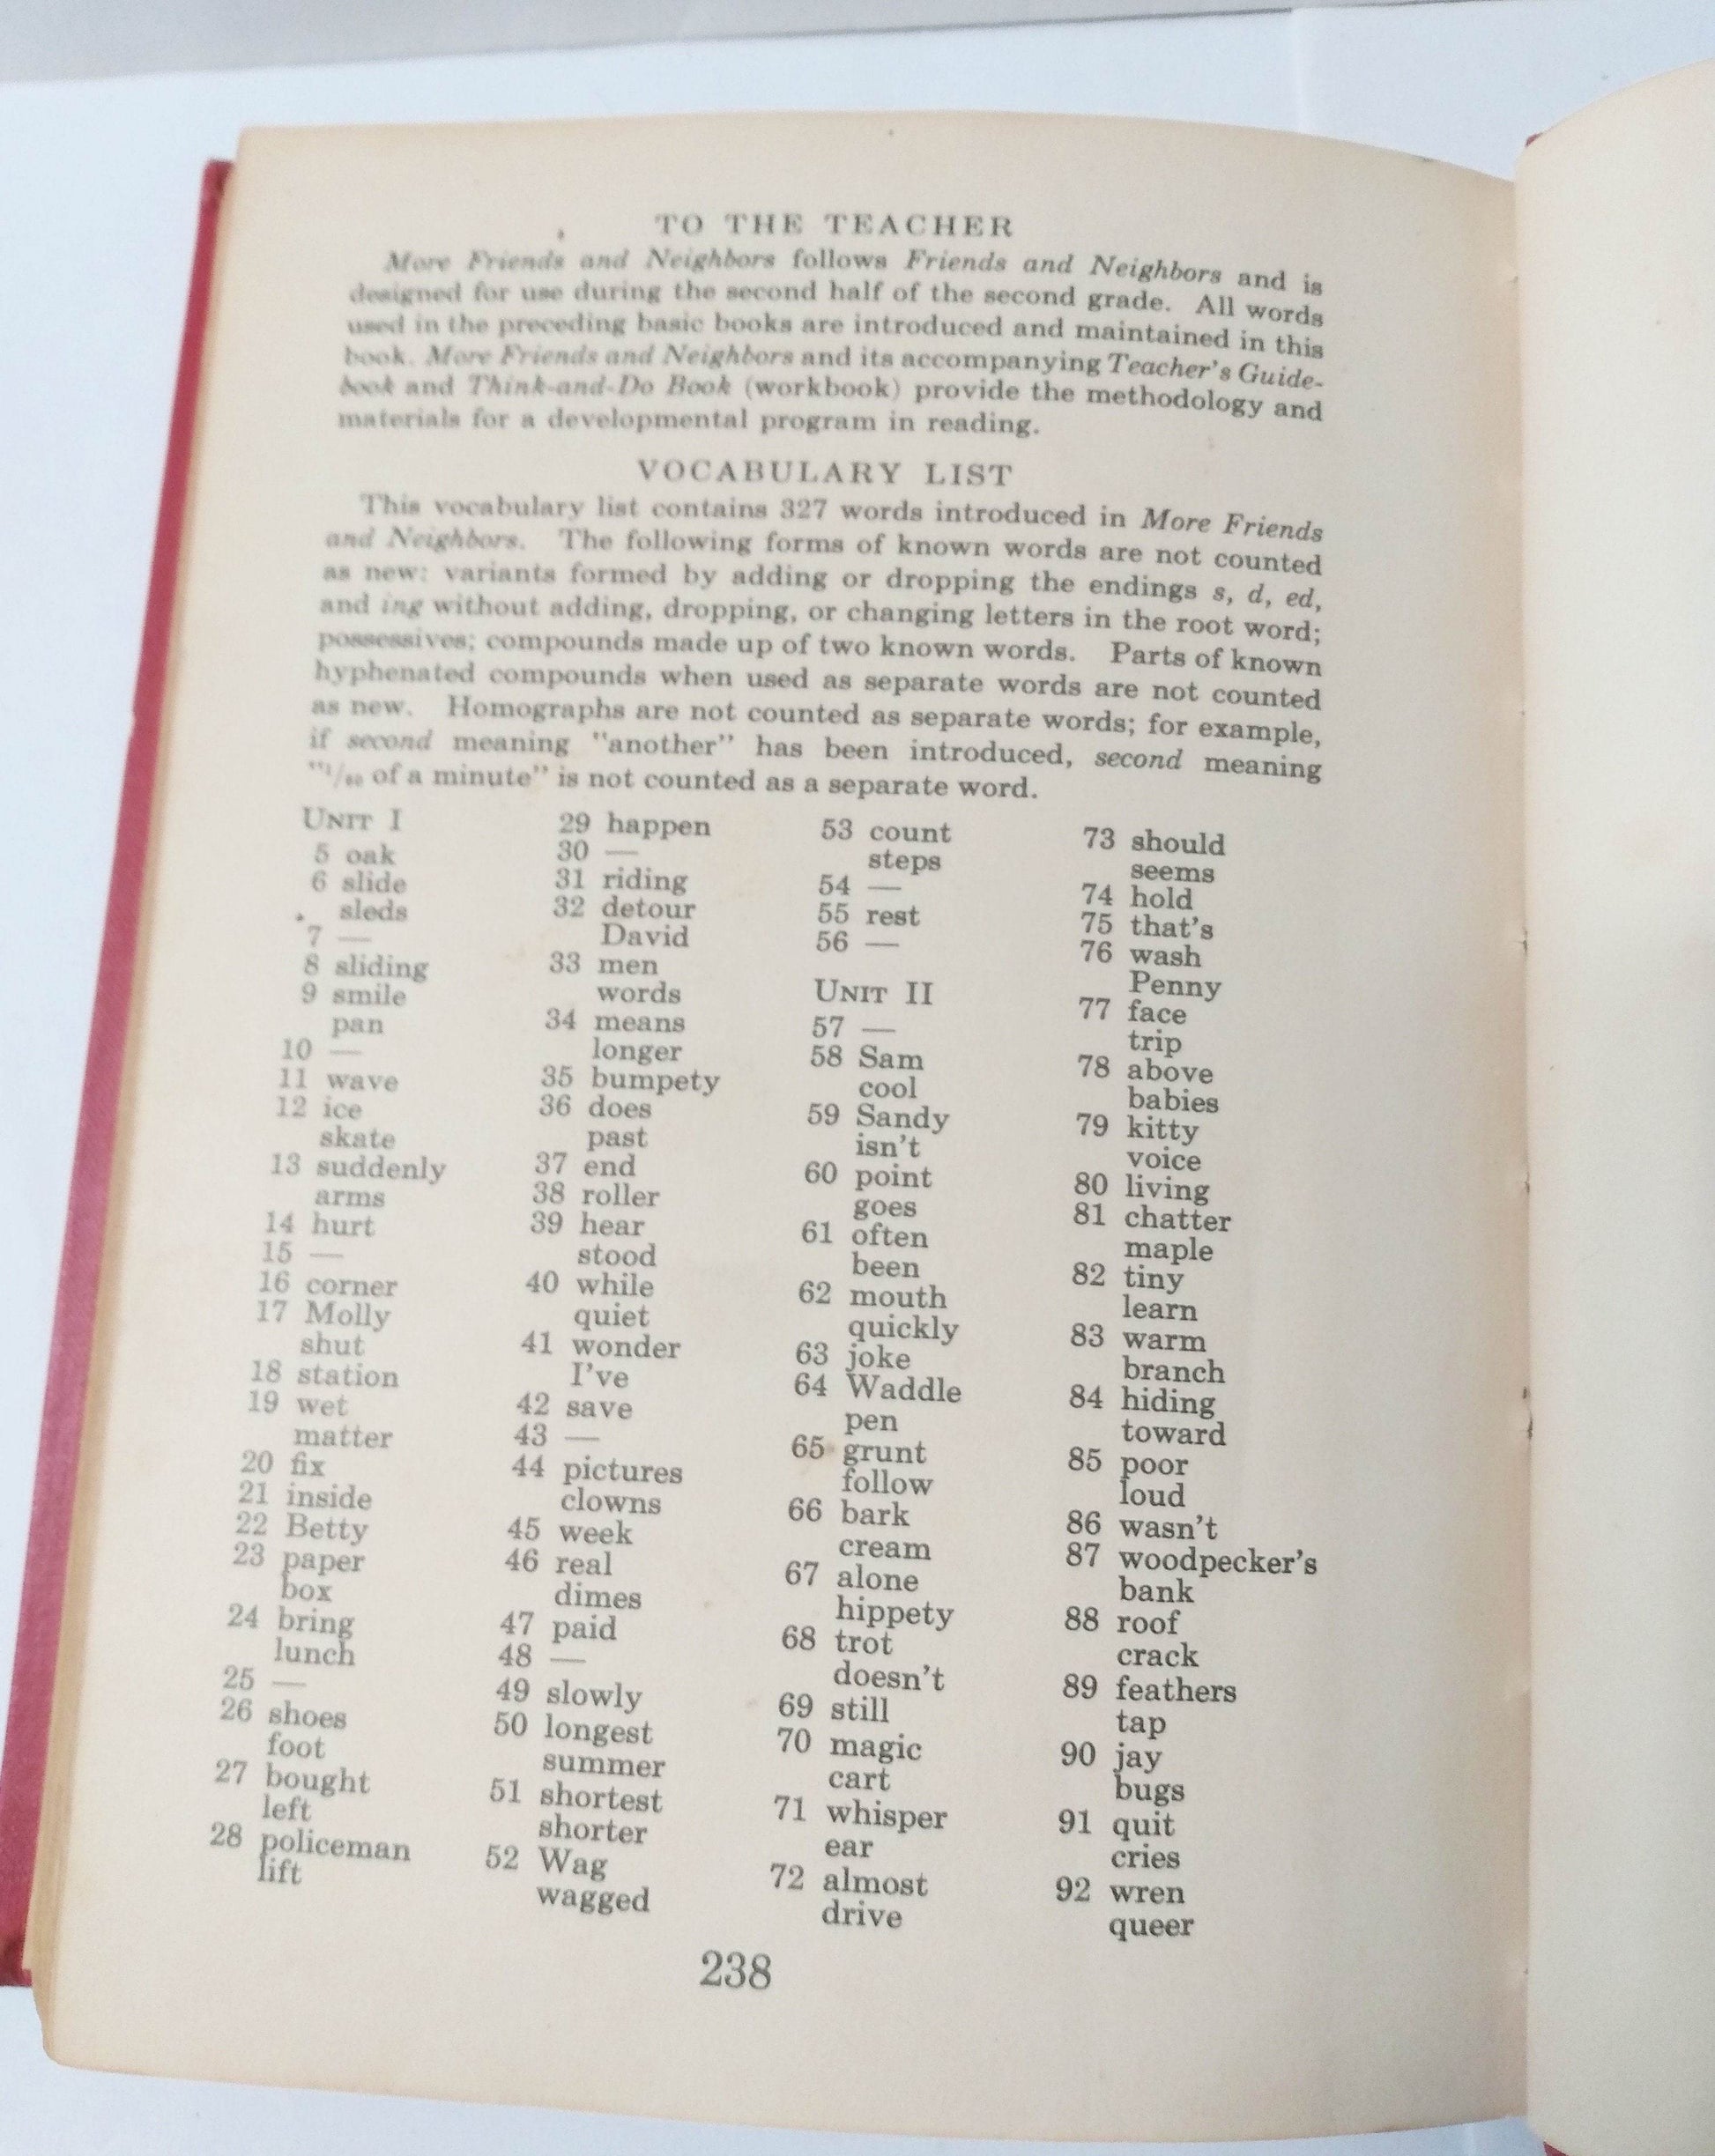 TO THE TEACHER
More Friends and Neighbors follows Friends and Neighbors and is
designed for use during the second half of the second grade. All words
used in the preceding basic books are introduced and maintained in this
book. More Friends and Neighbors and its accompanying Teacher's Guide-
book and Think-and-Do Book (workbook) provide the methodology and
materials for a developmental program in reading.
VOCABULARY LIST
This vocabulary list contains 327 words introduced in More Friends
and Neighbors. The following forms of known words are not counted
as new: variants formed by adding or dropping the endings s, d, ed,
and ing without adding, dropping, or changing letters in the root word;
possessives; compounds made up of two known words. Parts of known
hyphenated compounds when used as separate words are not counted
as new. Homographs are not counted as separate words; for example,
if second meaning "another" has been introduced, second meaning
"1/60 of a minute" is not counted as a separate word.
UNIT I
5 oak
6 slide
sleds
7 —
8 sliding
9 smile
pan
10 —
11 wave
12 ice
skate
13 suddenly
arms
14 hurt
15 —
16 corner
17 Molly
shut
18 station
19 wet
matter
20 fix
21 inside
22 Betty
23 paper
box
24 bring
lunch
25 —
26 shoes
foot
27 bought
left
28 policeman
lift
29 happen
30 —
31 riding
32 detour
David
33 men
words
34 means
longer
35 bumpety
36 does
past
37 end
38 roller
39 hear
stood
40 while
quiet
41 wonder
I've
42 save
43 —
44 pictures
clowns
45 week
46 real
dimes
47 paid
48 —
49 slowly
50 longest
summer
51 shortest
shorter
52 Wag
wagged
53 count
steps
54 —
55 rest
56 —
UNIT II
57 —
58 Sam
cool
59 Sandy
isn't
60 point
goes
61 often
been
62 mouth
quickly
63 joke
64 Waddle
pen
65 grunt
follow
66 bark
cream
67 alone
hippety
68 trot
doesn't
69 still
70 magic
cart
71 whisper
ear
72 almost
drive
73 should
seems
74 hold
75 that's
76 wash
Penny
77 face
trip
78 above
babies
79 kitty
voice
80 living
81 chatter
maple
82 tiny
learn
83 warm
branch
84 hiding
toward
85 poor
loud
86 wasn't
87 woodpecker's
bank
88 roof
crack
89 feathers
tap
90 jay
bugs
91 quit
cries
92 wren
queer
238